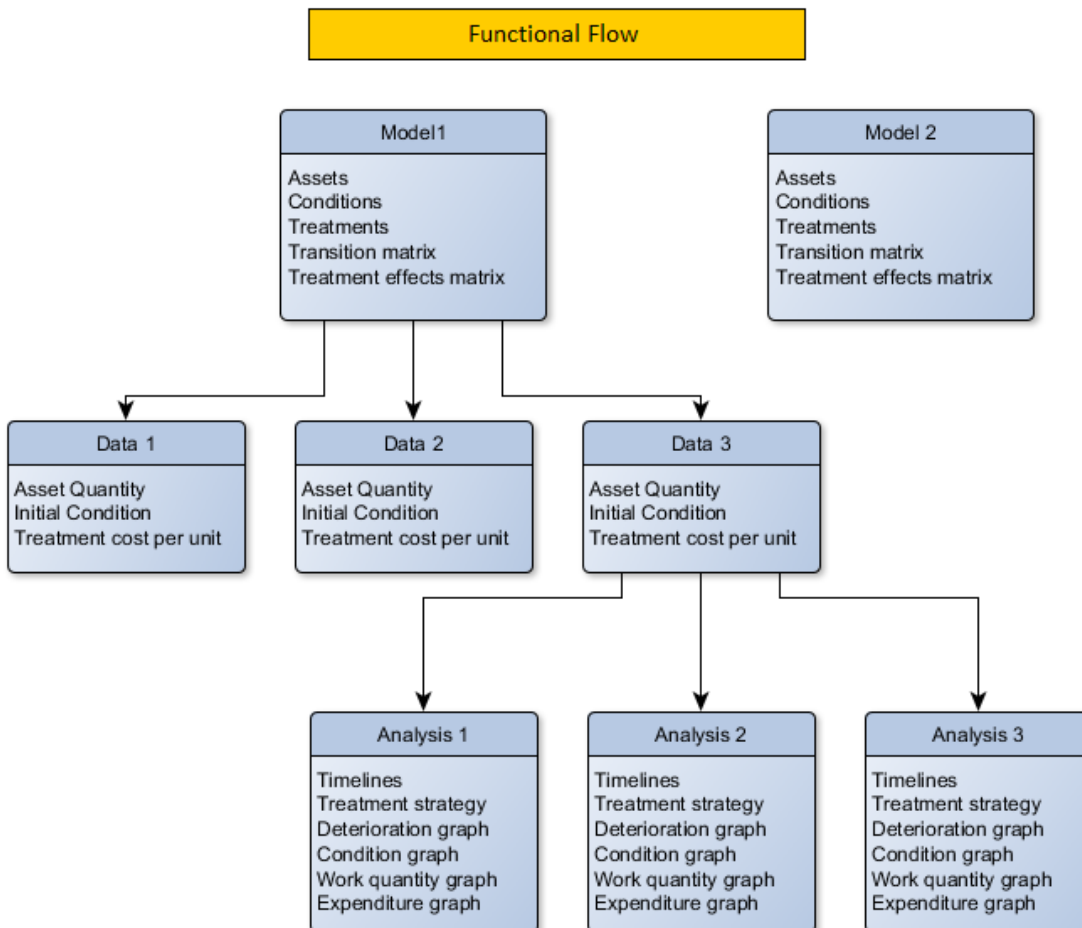 Functional Flow
Model1
Assets
Conditions
Treatments
Transition matrix
Treatment effects matrix
Model 2
Assets
Conditions
Treatments
Transition matrix
Treatment effects matrix
Data 1
Asset Quantity
Initial Condition
Treatment cost per unit
Data 2
Asset Quantity
Initial Condition
Treatment cost per unit
Data 3
Asset Quantity
Initial Condition
Treatment cost per unit
Analysis 1
Timelines
Treatment strategy
Deterioration graph
Condition graph
Work quantity graph
Expenditure graph
Analysis 2
Timelines
Treatment strategy
Deterioration graph
Condition graph
Work quantity graph
Expenditure graph
Analysis 3
Timelines
Treatment strategy
Deterioration graph
Condition graph
Work quantity graph
Expenditure graph